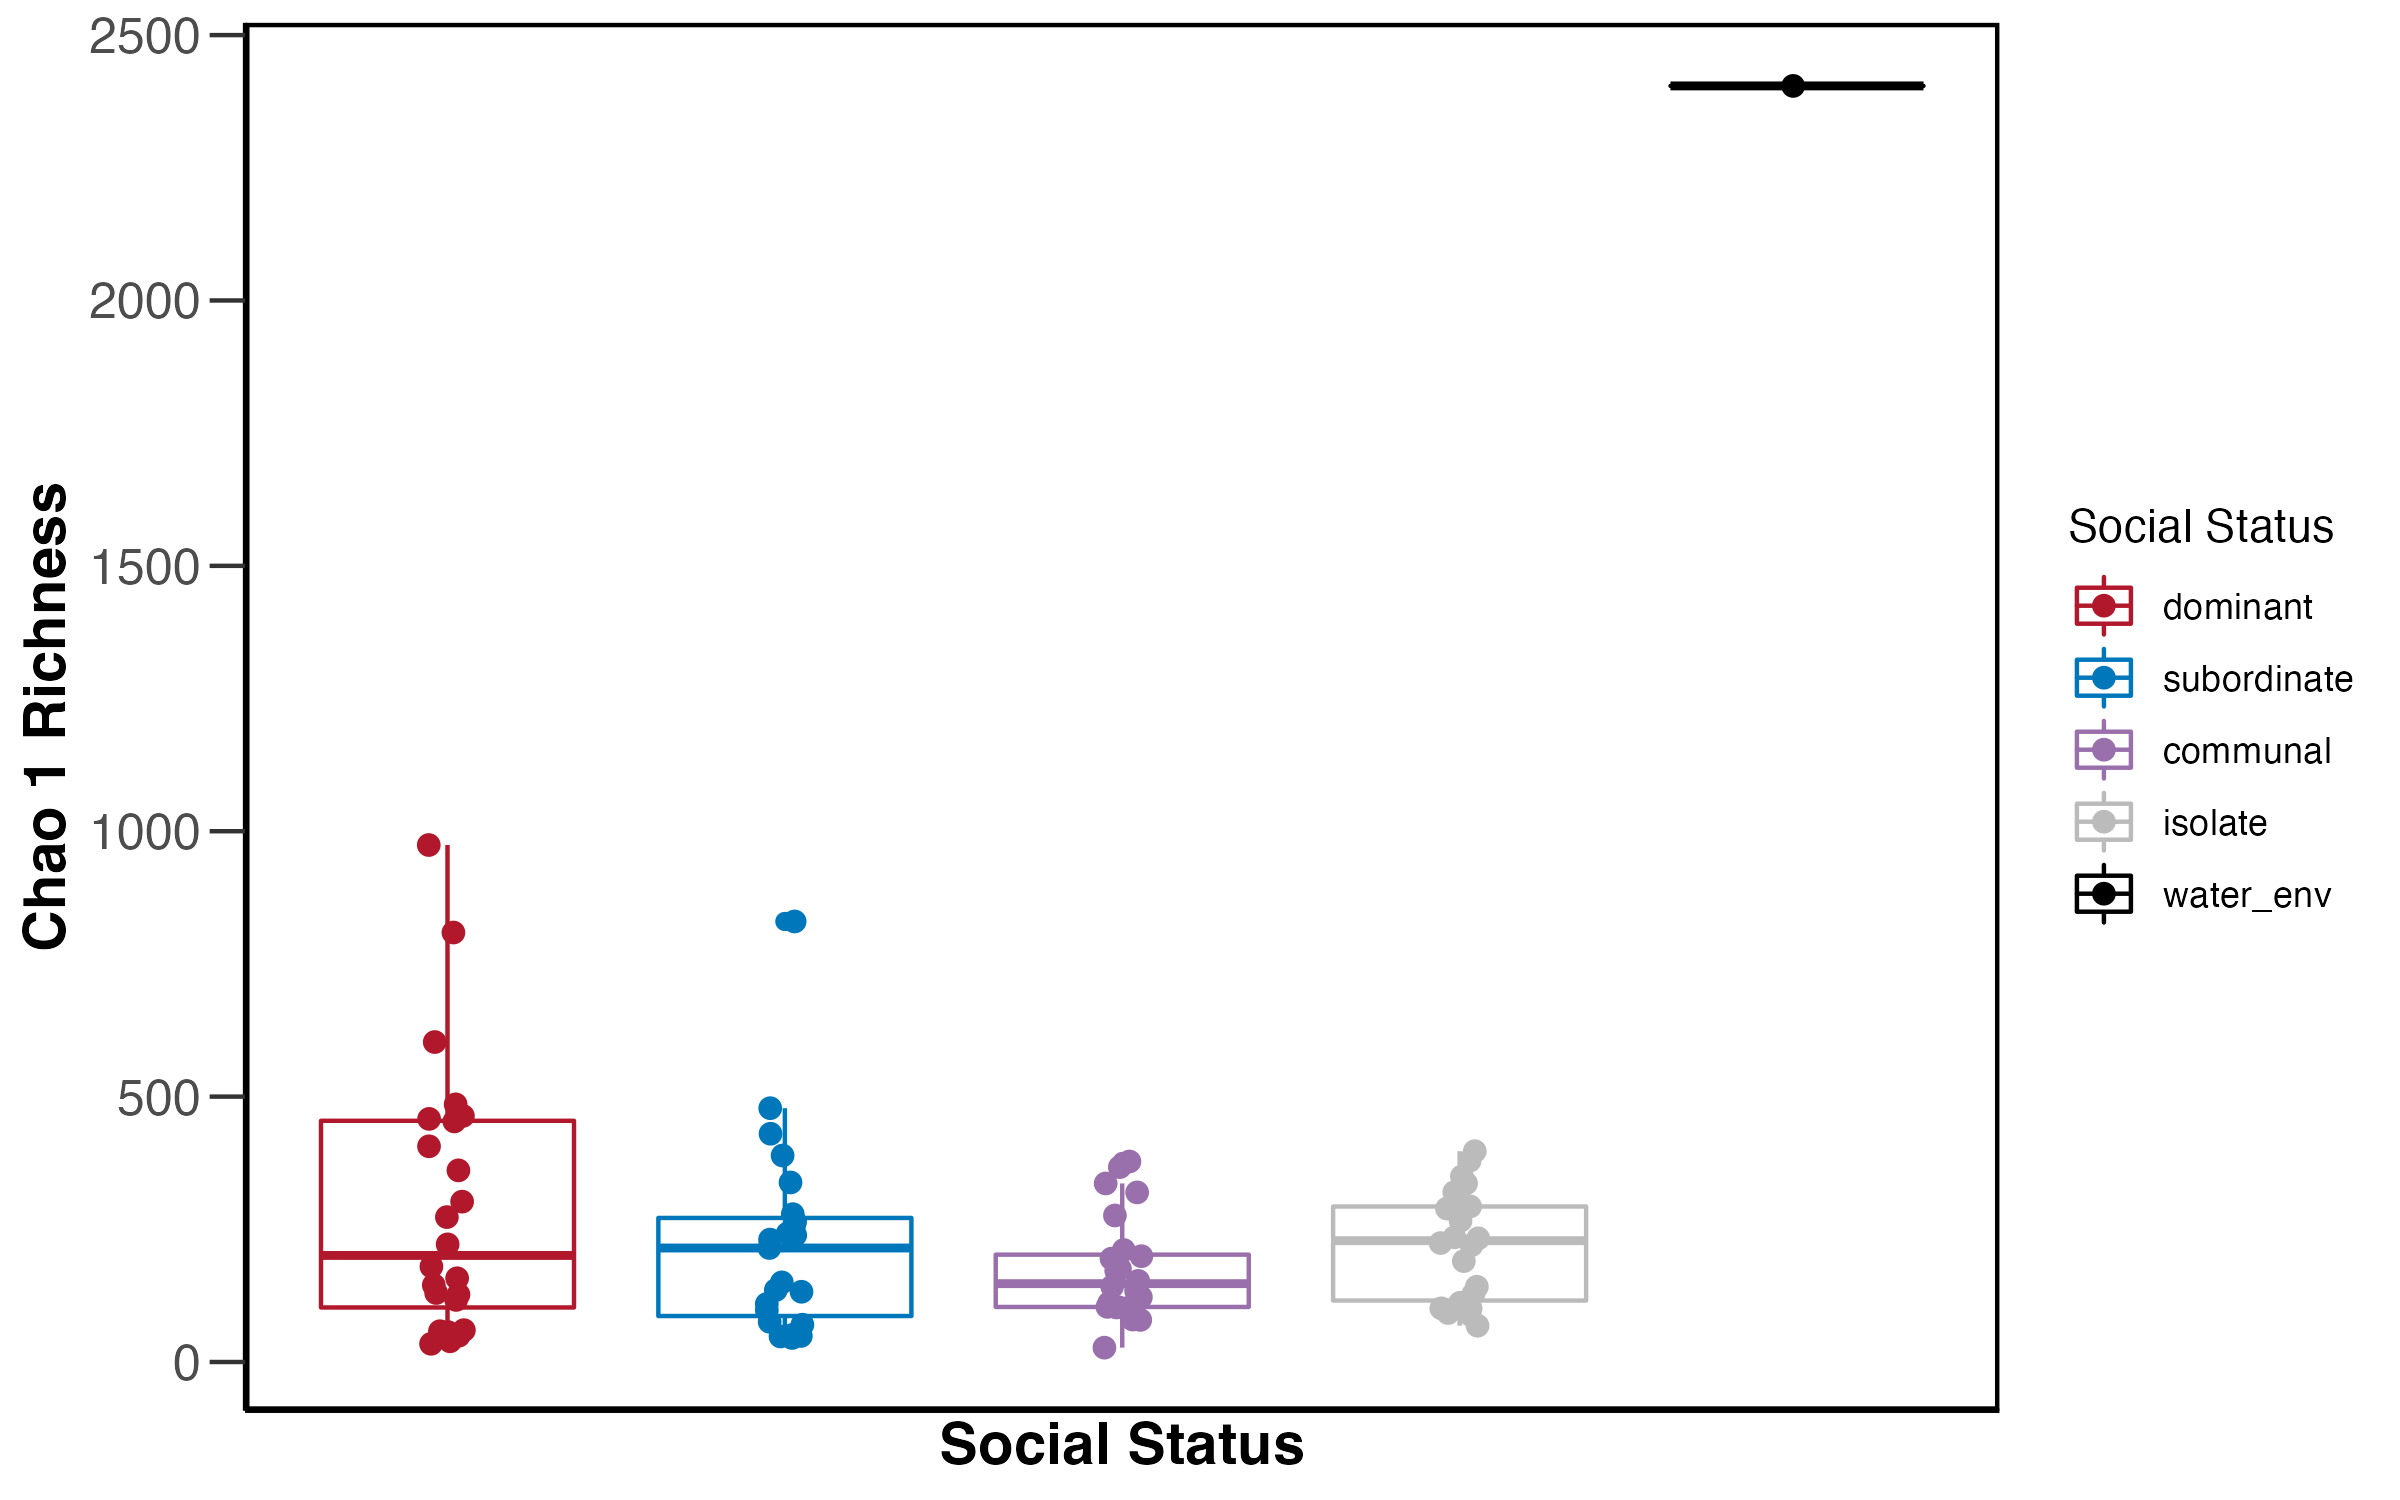 2500
2000
1500
1000
500
0
Chao 1 Richness
Social Status
Social Status
dominant
subordinate
communal
isolate
water_env